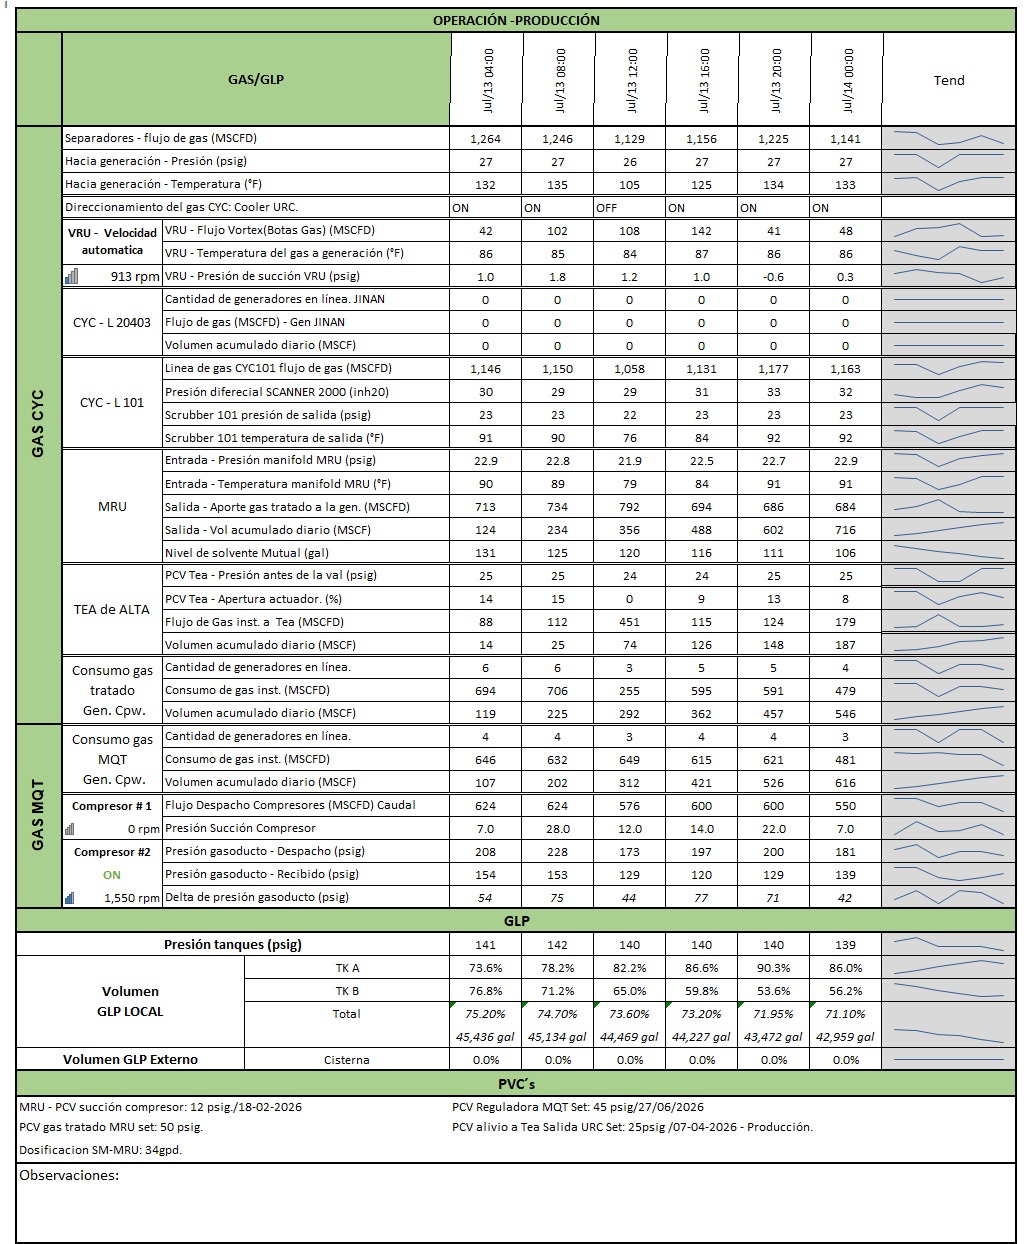 OPERACIÓN -PRODUCCIÓN
GAS/GLP Jul/13 04:00 Jul/13 08:00 Jul/13 12:00 Jul/13 16:00 Jul/13 20:00 Jul/14 00:00 Tend
GAS CYC
Separadores - flujo de gas (MSCFD) 1,264 1,246 1,129 1,156 1,225 1,141
Hacia generación - Presión (psig) 27 27 26 27 27 27
Hacia generación - Temperatura (°F) 132 135 105 125 134 133
Direccionamiento del gas CYC: Cooler URC. ON ON OFF ON ON ON
VRU - Velocidad automatica
913 rpm
VRU - Flujo Vortex(Botas Gas) (MSCFD) 42 102 108 142 41 48
VRU - Temperatura del gas a generación (°F) 86 85 84 87 86 86
VRU - Presión de succión VRU (psig) 1.0 1.8 1.2 1.0 -0.6 0.3
CYC - L 20403
Cantidad de generadores en línea. JINAN 0 0 0 0 0 0
Flujo de gas (MSCFD) - Gen JINAN 0 0 0 0 0 0
Volumen acumulado diario (MSCF) 0 0 0 0 0 0
CYC - L 101
Linea de gas CYC101 flujo de gas (MSCFD) 1,146 1,150 1,058 1,131 1,177 1,163
Presión diferecial SCANNER 2000 (inh20) 30 29 29 31 33 32
Scrubber 101 presión de salida (psig) 23 23 22 23 23 23
Scrubber 101 temperatura de salida (°F) 91 90 76 84 92 92
MRU
Entrada - Presión manifold MRU (psig) 22.9 22.8 21.9 22.5 22.7 22.9
Entrada - Temperatura manifold MRU (°F) 90 89 79 84 91 91
Salida - Aporte gas tratado a la gen. (MSCFD) 713 734 792 694 686 684
Salida - Vol acumulado diario (MSCF) 124 234 356 488 602 716
Nivel de solvente Mutual (gal) 131 125 120 116 111 106
TEA de ALTA
PCV Tea - Presión antes de la val (psig) 25 25 24 24 25 25
PCV Tea - Apertura actuador. (%) 14 15 0 9 13 8
Flujo de Gas inst. a Tea (MSCFD) 88 112 451 115 124 179
Volumen acumulado diario (MSCF) 14 25 74 126 148 187
Consumo gas tratado Gen. Cpw.
Cantidad de generadores en línea. 6 6 3 5 5 4
Consumo de gas inst. (MSCFD) 694 706 255 595 591 479
Volumen acumulado diario (MSCF) 119 225 292 362 457 546
GAS MQT
Consumo gas MQT Gen. Cpw.
Cantidad de generadores en línea. 4 4 3 4 4 3
Consumo de gas inst. (MSCFD) 646 632 649 615 621 481
Volumen acumulado diario (MSCF) 107 202 312 421 526 616
Compresor # 1
0 rpm
Flujo Despacho Compresores (MSCFD) Caudal 624 624 576 600 600 550
Presión Succión Compresor 7.0 28.0 12.0 14.0 22.0 7.0
Compresor #2
ON
1,550 rpm
Presión gasoducto - Despacho (psig) 208 228 173 197 200 181
Presión gasoducto - Recibido (psig) 154 153 129 120 129 139
Delta de presión gasoducto (psig) 54 75 44 77 71 42
GLP
Presión tanques (psig) 141 142 140 140 140 139
Volumen GLP LOCAL
TK A 73.6% 78.2% 82.2% 86.6% 90.3% 86.0%
TK B 76.8% 71.2% 65.0% 59.8% 53.6% 56.2%
Total 75.20% 74.70% 73.60% 73.20% 71.95% 71.10%
45,436 gal 45,134 gal 44,469 gal 44,227 gal 43,472 gal 42,959 gal
Volumen GLP Externo Cisterna 0.0% 0.0% 0.0% 0.0% 0.0% 0.0%
PVC´s
MRU - PCV succión compresor: 12 psig./18-02-2026 PCV Reguladora MQT Set: 45 psig/27/06/2026
PCV gas tratado MRU set: 50 psig. PCV alivio a Tea Salida URC Set: 25psig /07-04-2026 - Producción.
Dosificacion SM-MRU: 34gpd.
Observaciones: